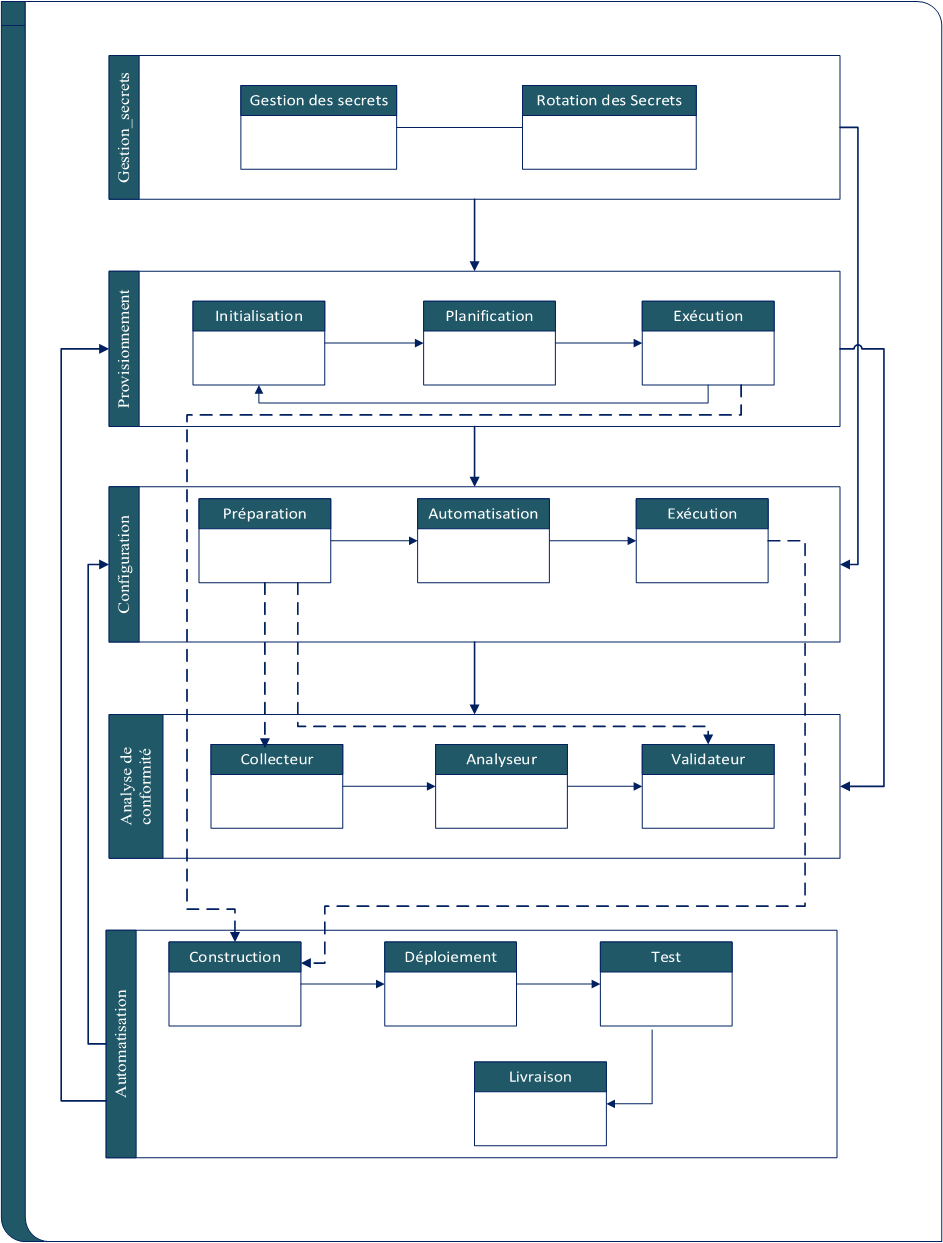 Gestion_secrets
Gestion des secrets
Rotation des Secrets
Provisionnement
Initialisation
Planification
Exécution
Configuration
Préparation
Automatisation
Exécution
Analyse de
conformité
Collecteur
Analyseur
Validateur
Automatisation
Construction
Déploiement
Test
Livraison